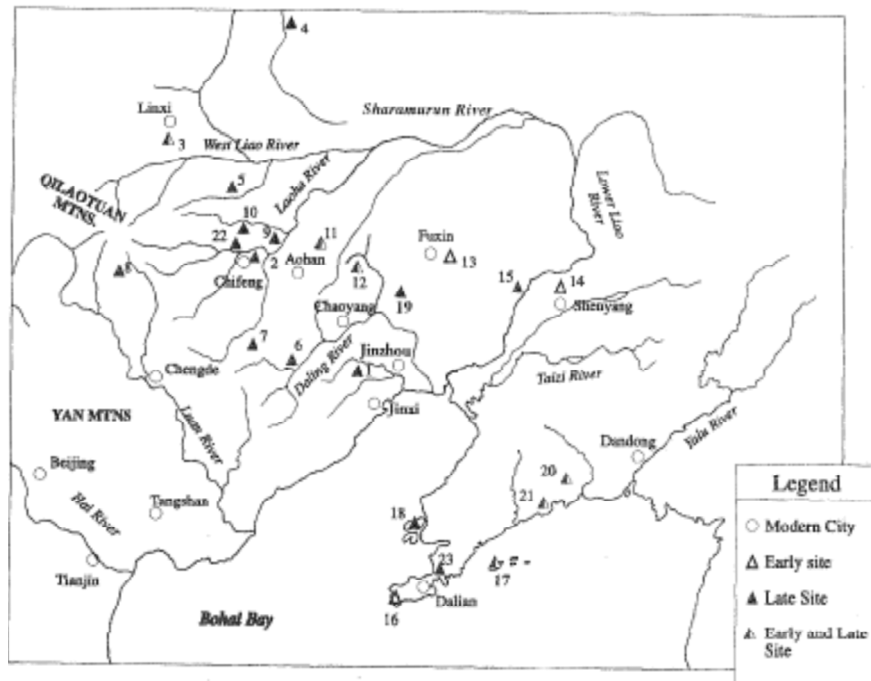 4
Linxi
Sharamurun River
3
West Liao River
5
QILAOTUAN
MTNS.
Laoha River
Lower Liao
River
10
22
9
11
Fuxin
8
2
Chifeng
Aohan
12
13
15
14
Chaoyang
19
Shenyang
7
6
Daling River
Jinzhou
1
Chengde
Taizi River
Jinxi
YAN MTNS
Luan River
Dandong
Yalu River
Beijing
20
21
Hai River
Tangshan
18
23
17
Tianjin
Dalian
16
Bohai Bay
Legend
Modern City
Early site
Late Site
Early and Late
Site